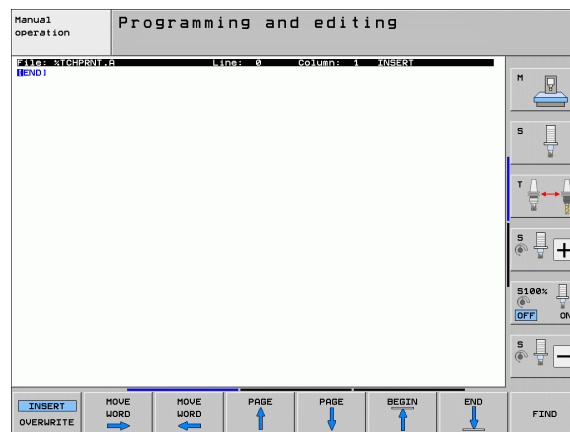 Manual
operation
Programming and editing
File: %TCHPRNT.A Line: 0 Column: 1 INSERT
[END]
M
S
T
S
S100%
OFF ON
S
INSERT
OVERWRITE
MOVE
WORD
MOVE
WORD
PAGE
PAGE
BEGIN
END
FIND